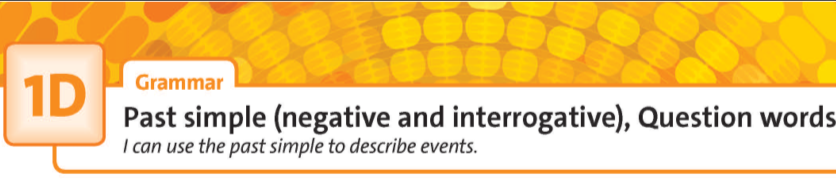 1D
Grammar
Past simple (negative and interrogative), Question words
I can use the past simple to describe events.